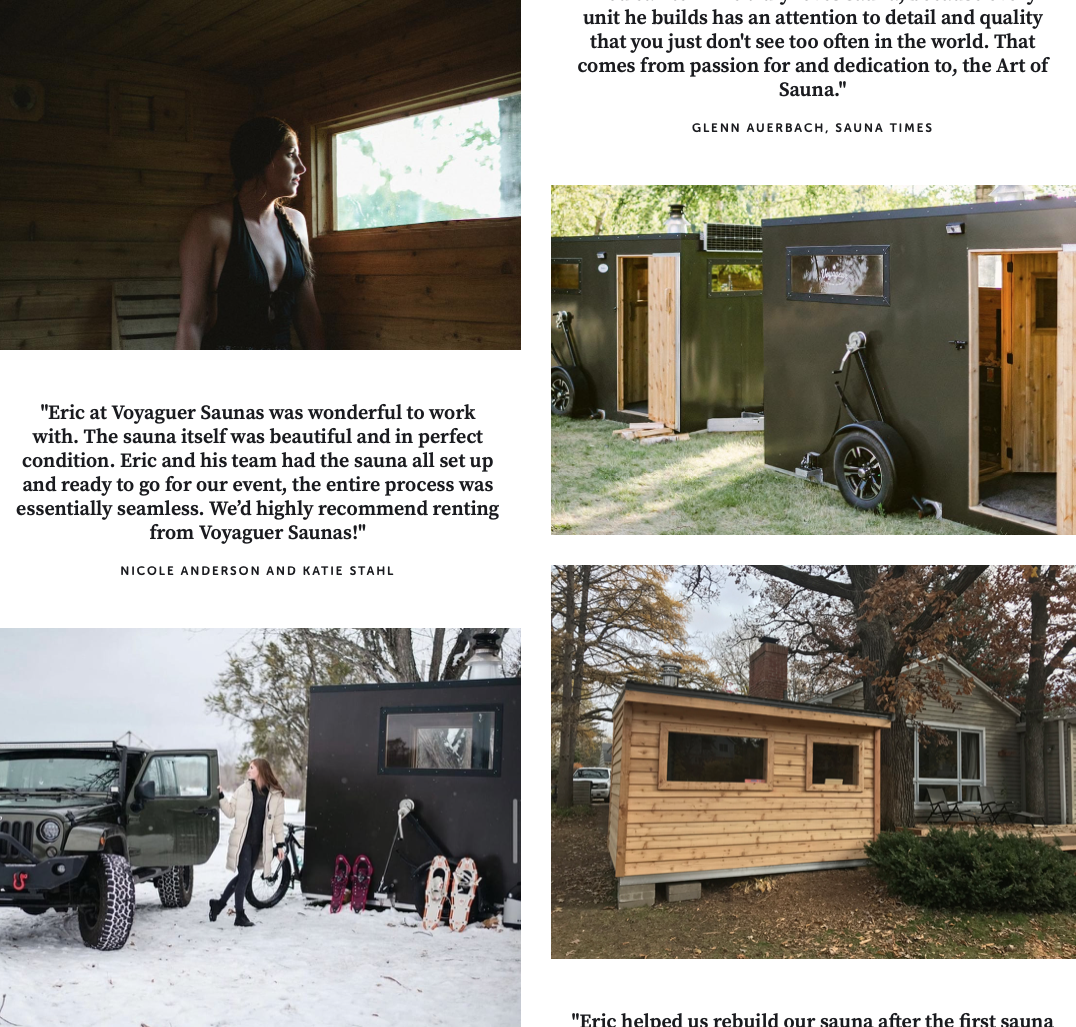 "Eric at Voyaguer Saunas was wonderful to work
with. The sauna itself was beautiful and in perfect
condition. Eric and his team had the sauna all set up
and ready to go for our event, the entire process was
essentially seamless. We’d highly recommend renting
from Voyaguer Saunas!"
NICOLE ANDERSON AND KATIE STAHL
unit he builds has an attention to detail and quality
that you just don't see too often in the world. That
comes from passion for and dedication to, the Art of
Sauna."
GLENN AUERBACH, SAUNA TIMES
"Eric helped us rebuild our sauna after the first sauna